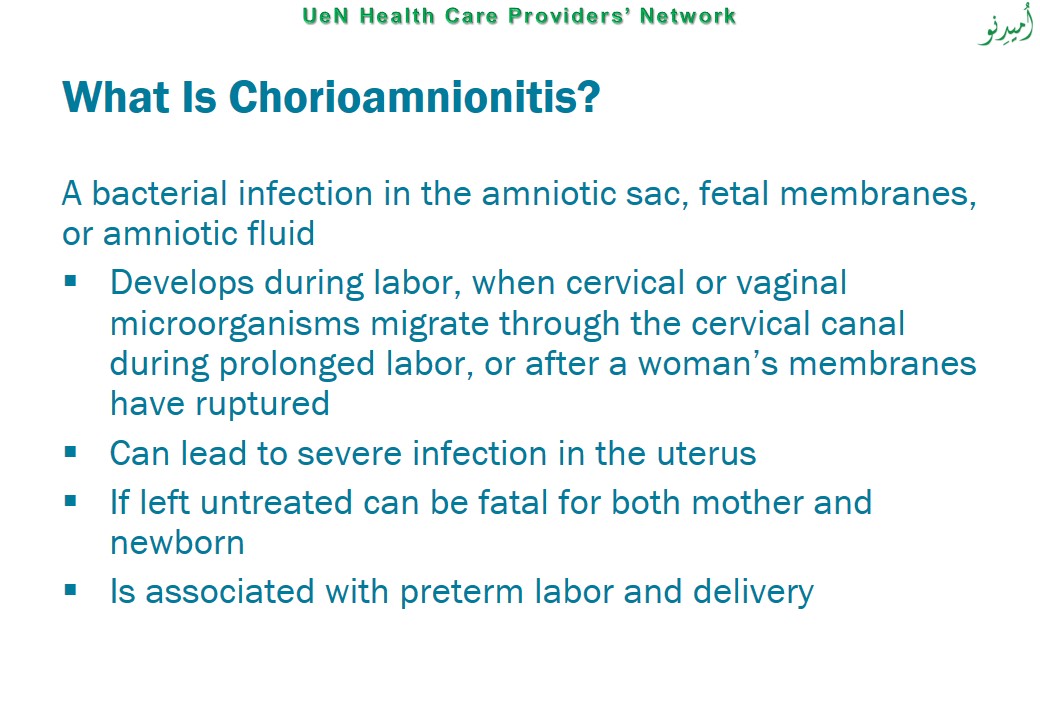 UeN Health Care Providers’ Network
أُميدِنو
What Is Chorioamnionitis?
A bacterial infection in the amniotic sac, fetal membranes,
or amniotic fluid
▪ Develops during labor, when cervical or vaginal
microorganisms migrate through the cervical canal
during prolonged labor, or after a woman’s membranes
have ruptured
▪ Can lead to severe infection in the uterus
▪ If left untreated can be fatal for both mother and
newborn
▪ Is associated with preterm labor and delivery